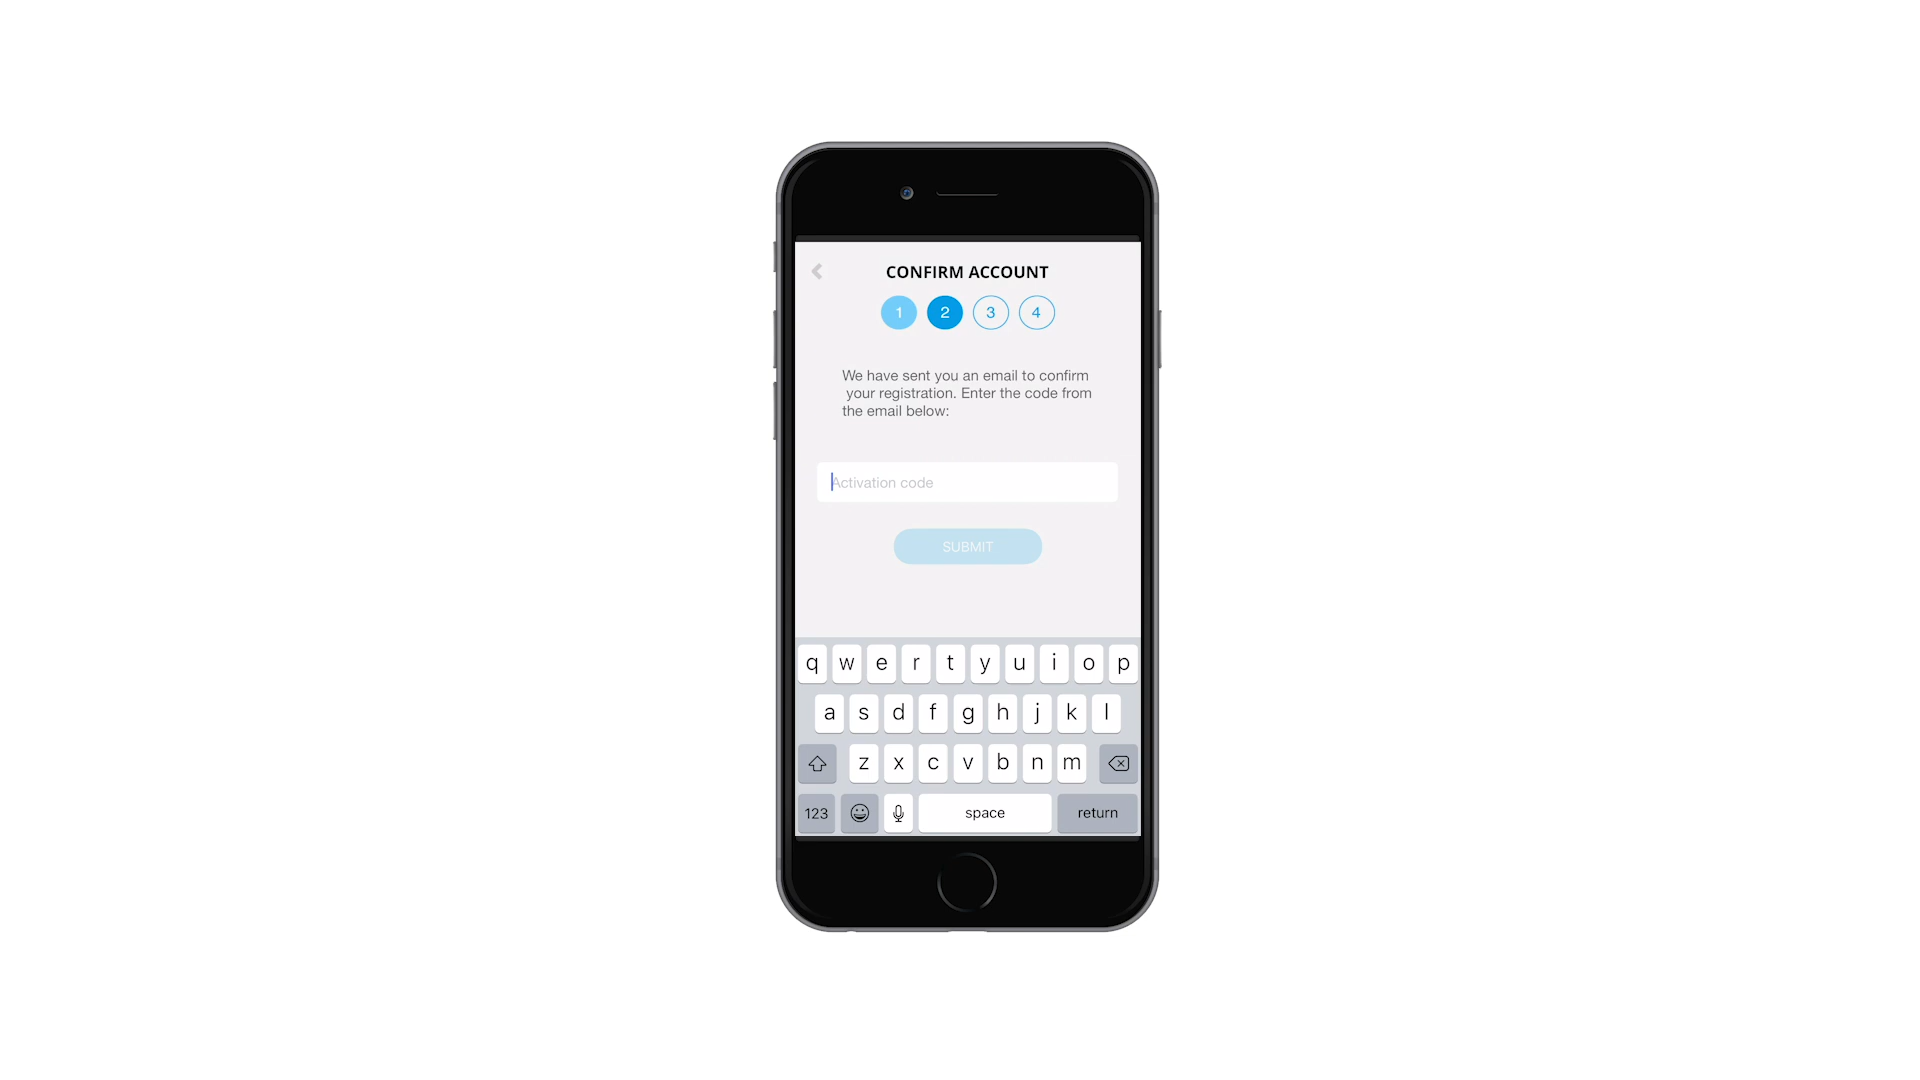 CONFIRM ACCOUNT
1 2 3 4
We have sent you an email to confirm
your registration. Enter the code from
the email below:
Activation code
SUBMIT
q w e r t y u i o p
a s d f g h j k l
z x c v b n m
123 space return